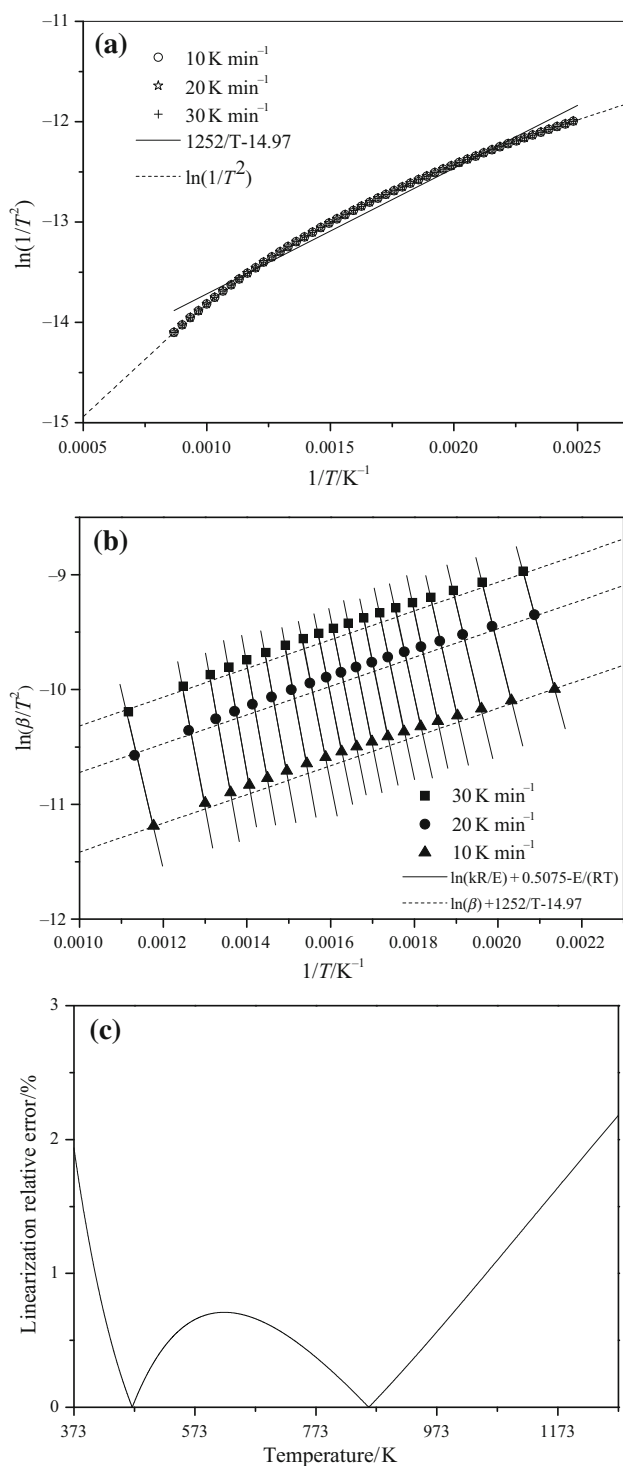 (a)
10 K min⁻¹
20 K min⁻¹
30 K min⁻¹
1252/T-14.97
ln(1/T²)
ln(1/T²)
−11
−12
−13
−14
−15
0.0005 0.0010 0.0015 0.0020 0.0025
1/T/K⁻¹
(b)
ln(β/T²)
−9
−10
−11
−12
30 K min⁻¹
20 K min⁻¹
10 K min⁻¹
ln(kR/E) + 0.5075-E/(RT)
ln(β) + 1252/T-14.97
0.0010 0.0012 0.0014 0.0016 0.0018 0.0020 0.0022
1/T/K⁻¹
(c)
Linearization relative error/%
3
2
1
0
373 573 773 973 1173
Temperature/K